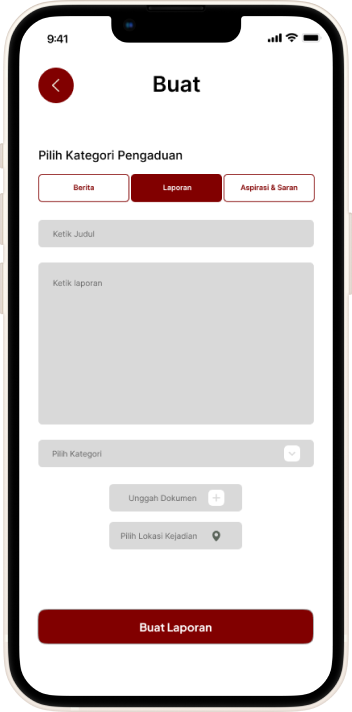 9:41
Buat
Pilih Kategori Pengaduan
Berita
Laporan
Aspirasi & Saran
Ketik Judul
Ketik laporan
Pilih Kategori
Unggah Dokumen
Pilih Lokasi Kejadian
Buat Laporan